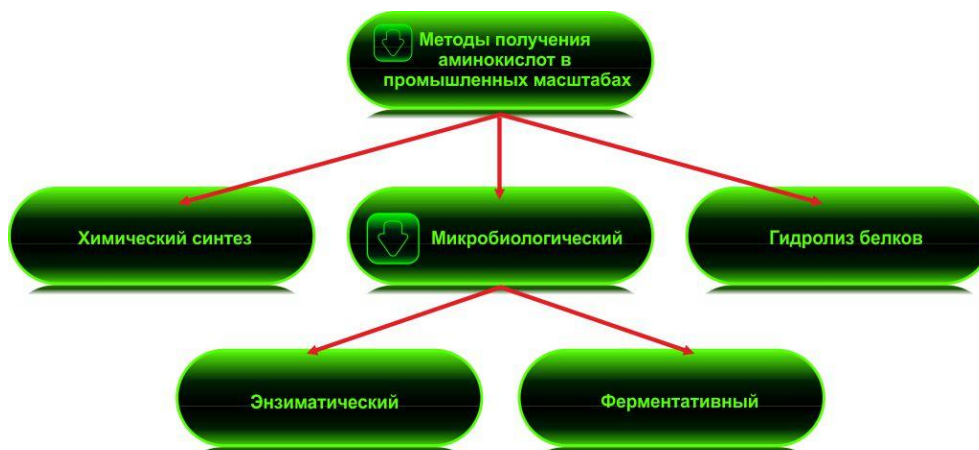 Методы получения
аминокислот в
промышленных масштабах
Химический синтез
Микробиологический
Гидролиз белков
Энзиматический
Ферментативный